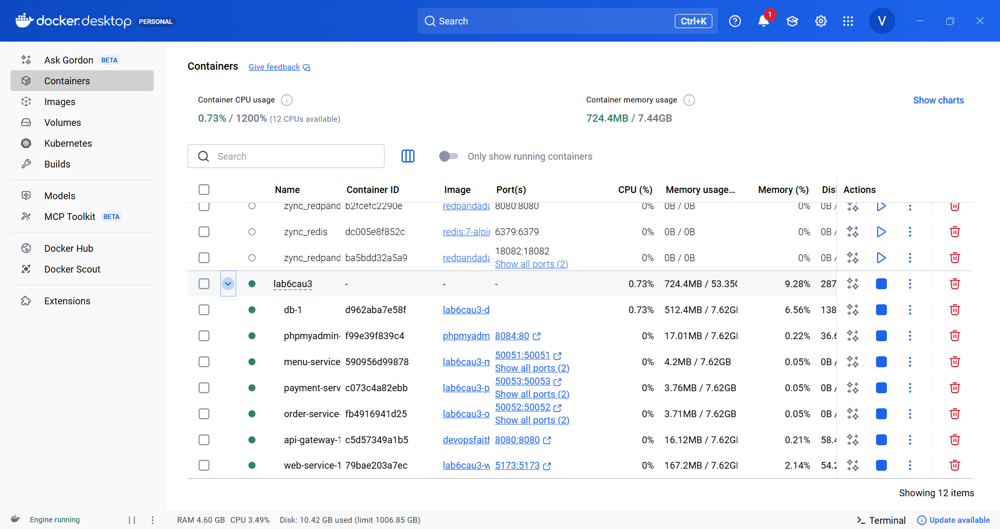 docker.desktop PERSONAL
Search
Ctrl+K
1
V
Ask Gordon BETA
Containers
Images
Volumes
Kubernetes
Builds
Models
MCP Toolkit BETA
Docker Hub
Docker Scout
Extensions
Containers Give feedback
Container CPU usage
0.73% / 1200% (12 CPUs available)
Container memory usage
724.4MB / 7.44GB
Show charts
Search
Only show running containers
Name Container ID Image Port(s) CPU (%) Memory usage... Memory (%) Dis Actions
zync_redpand b2fcefc2290e redpandada 8080:8080 0% 0B / 0B 0% 0B /
zync_redis dc005e8f852c redis:7-alpin 6379:6379 0% 0B / 0B 0% 0B /
zync_redpand ba5bdd32a5a9 redpandada 18082:18082 0% 0B / 0B 0% 0B /
Show all ports (2)
lab6cau3 - - - 0.73% 724.4MB / 53.35G 9.28% 287
db-1 d962aba7e58f lab6cau3-d 0.73% 512.4MB / 7.62G 6.56% 138
phpmyadmin- f99e39f839c4 phpmyadm 8084:80 0% 17.01MB / 7.62G 0.22% 36.6
menu-service 590956d99878 lab6cau3-m 50051:50051 0% 4.2MB / 7.62GB 0.05% 0B /
Show all ports (2)
payment-serv c073c4a82ebb lab6cau3-p 50053:50053 0% 3.76MB / 7.62GB 0.05% 0B /
Show all ports (2)
order-service- fb4916941d25 lab6cau3-o 50052:50052 0% 3.71MB / 7.62GB 0.05% 0B /
Show all ports (2)
api-gateway-1 c5d57349a1b5 devopsfaith 8080:8080 0% 16.12MB / 7.62G 0.21% 58.4
web-service-1 79bae203a7ec lab6cau3-w 5173:5173 0% 167.2MB / 7.62G 2.14% 54.2
Showing 12 items
Engine running
RAM 4.60 GB CPU 3.49% Disk: 10.42 GB used (limit 1006.85 GB)
Terminal
Update available